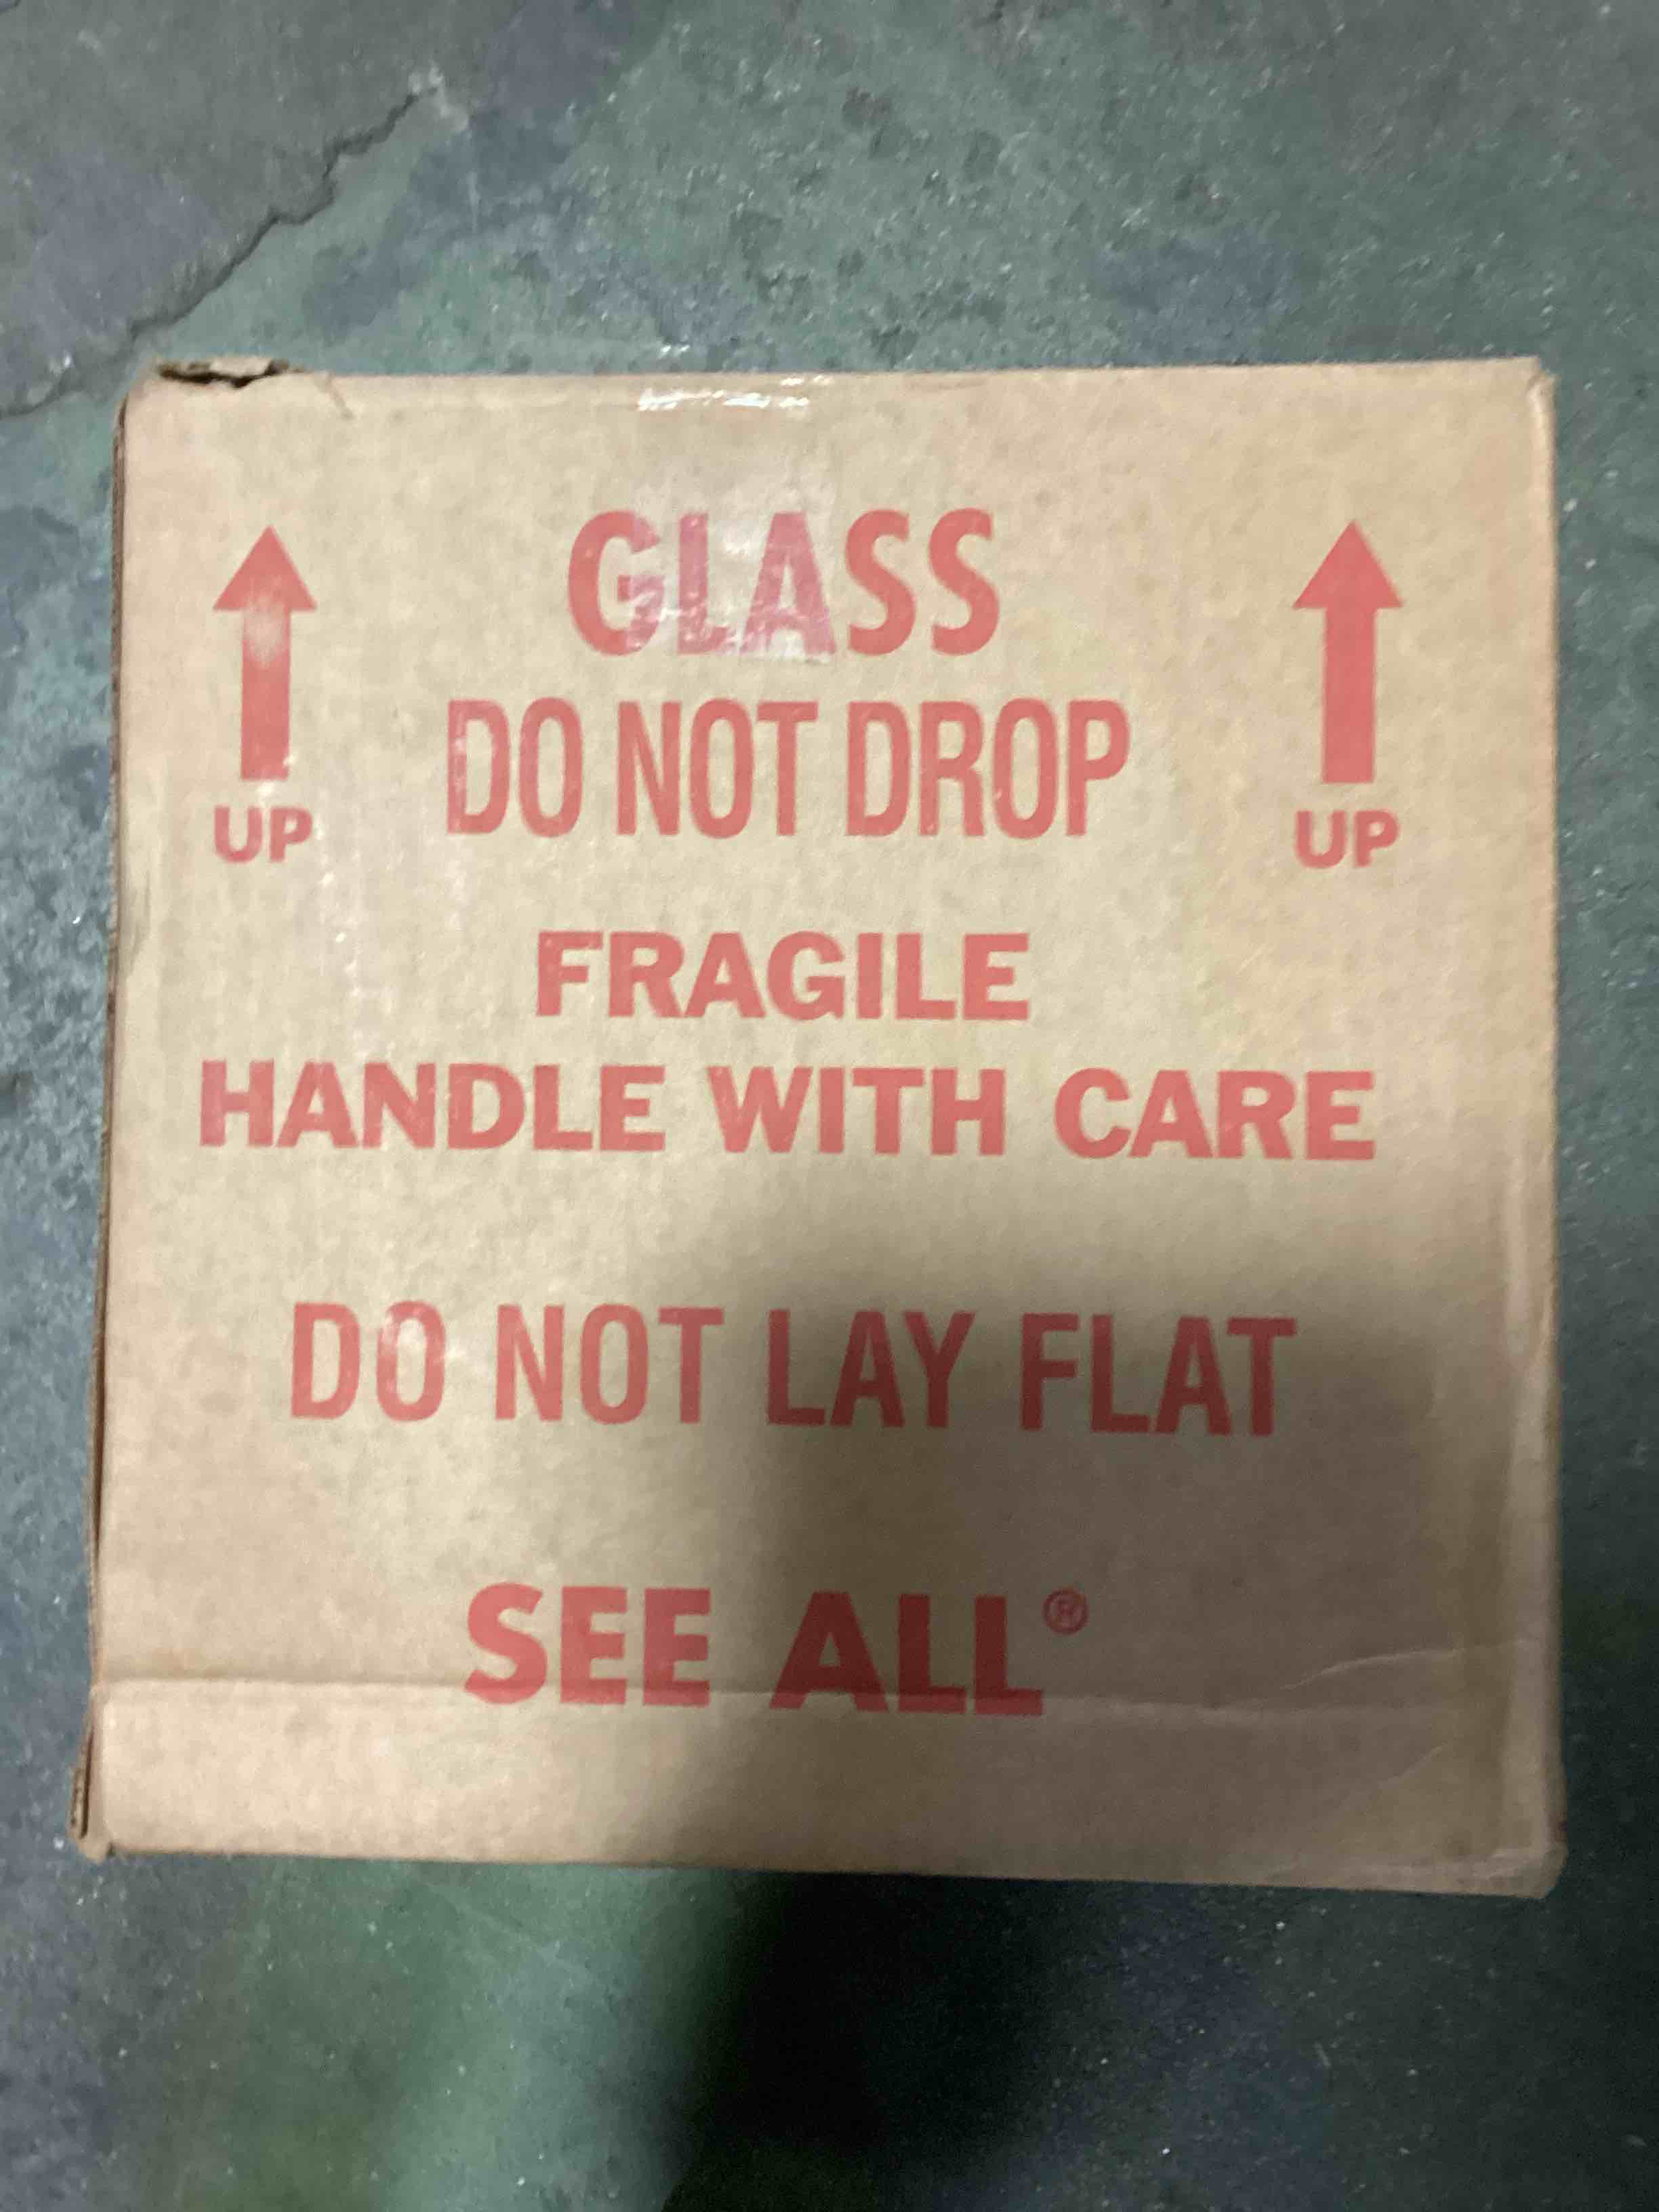 GLASS
DO NOT DROP
UP
UP
FRAGILE
HANDLE WITH CARE
DO NOT LAY FLAT
SEE ALL®